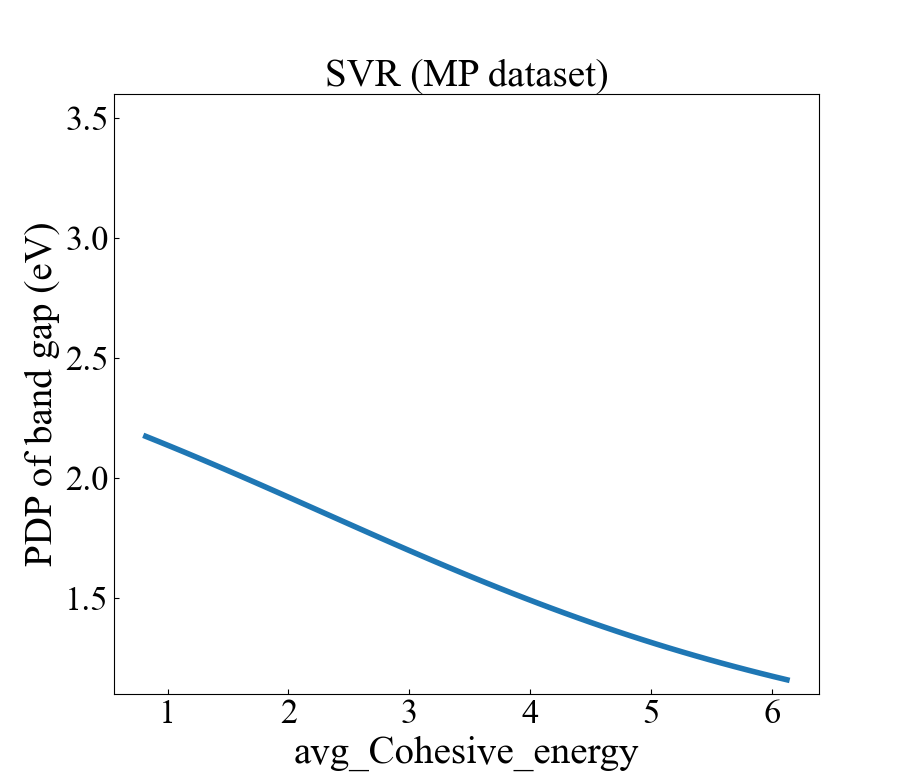 SVR (MP dataset)
PDP of band gap (eV)
3.5
3.0
2.5
2.0
1.5
1 2 3 4 5 6
avg_Cohesive_energy